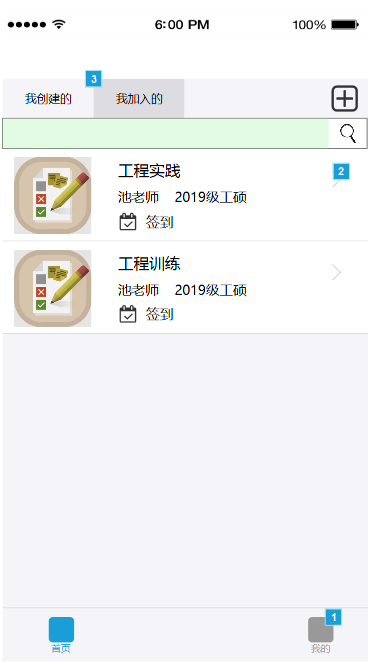 6:00 PM 100%
3
我创建的 我加入的
工程实践 2
池老师 2019级工硕
签到
工程训练
池老师 2019级工硕
签到
1
首页 我的